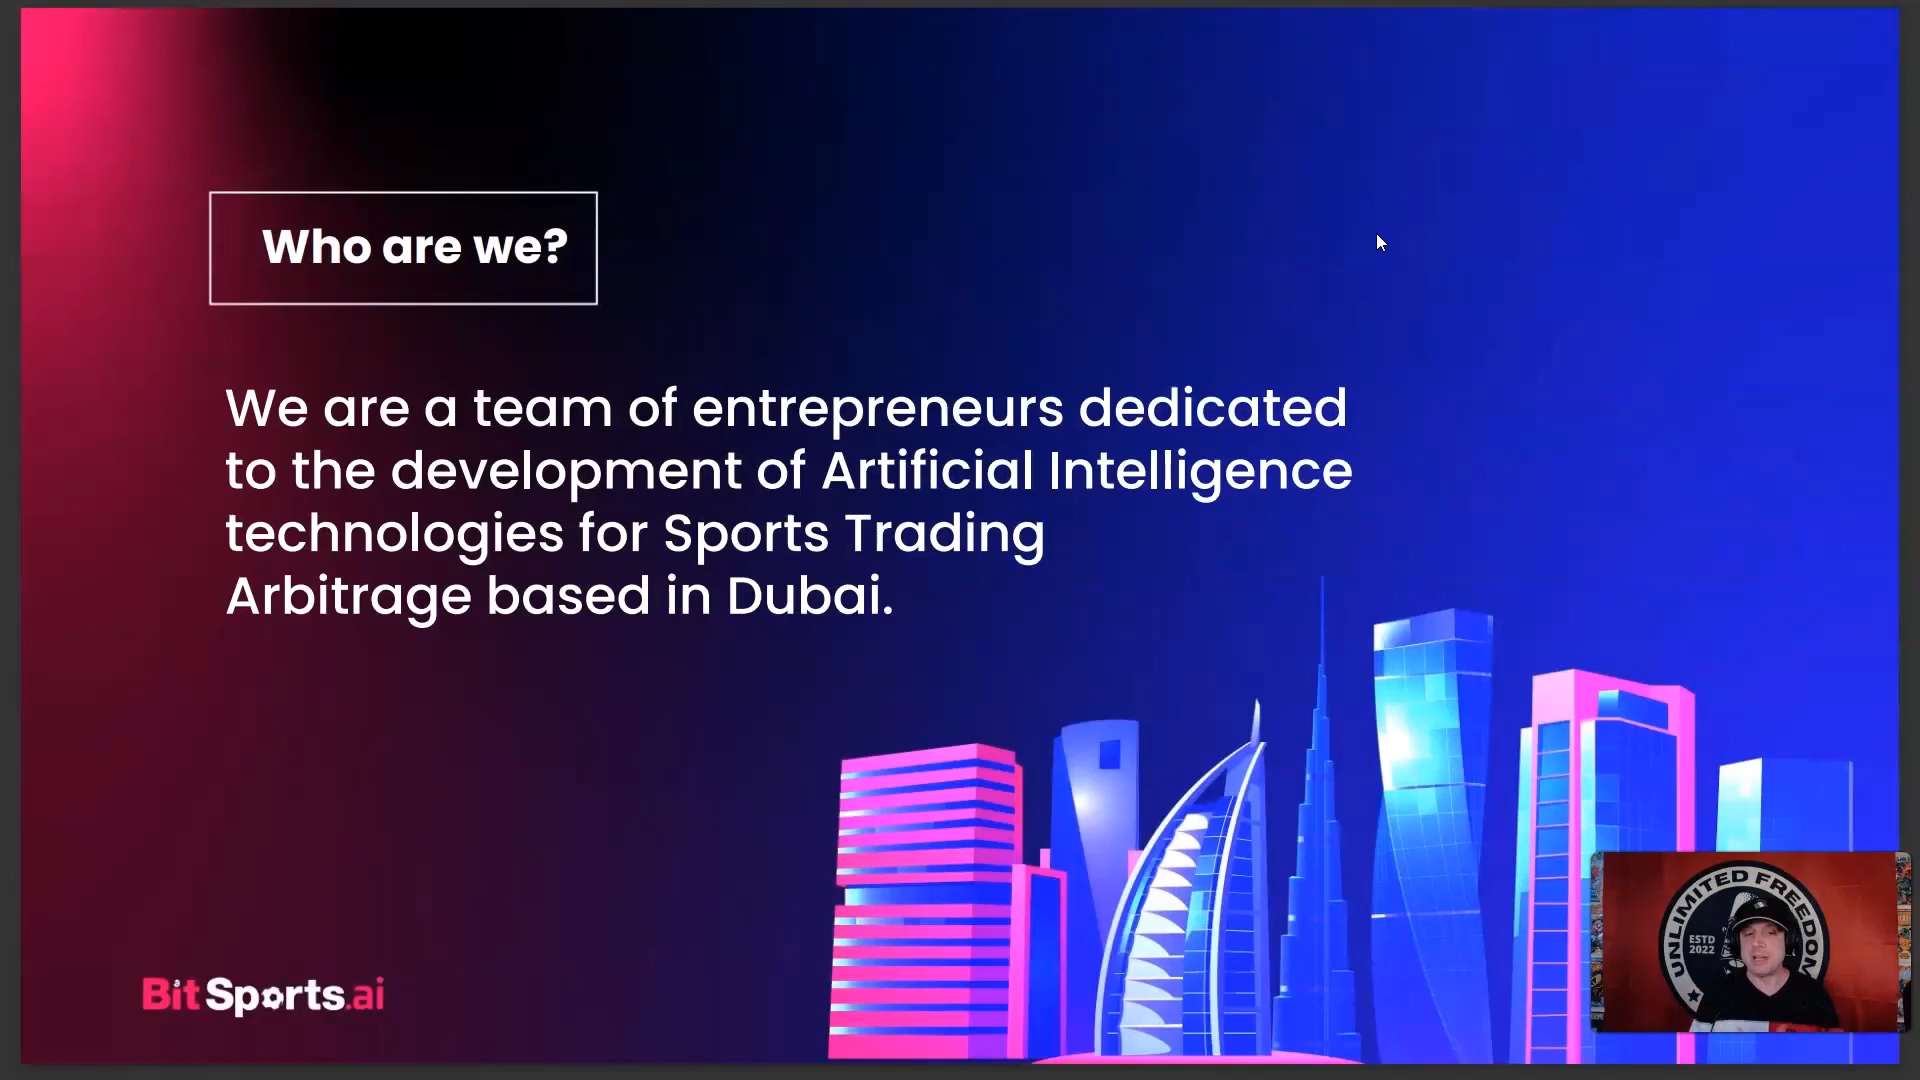 Who are we?
We are a team of entrepreneurs dedicated
to the development of Artificial Intelligence
technologies for Sports Trading
Arbitrage based in Dubai.
BitSports.ai
UNLIMITED FREEDOM
ESTD
2022